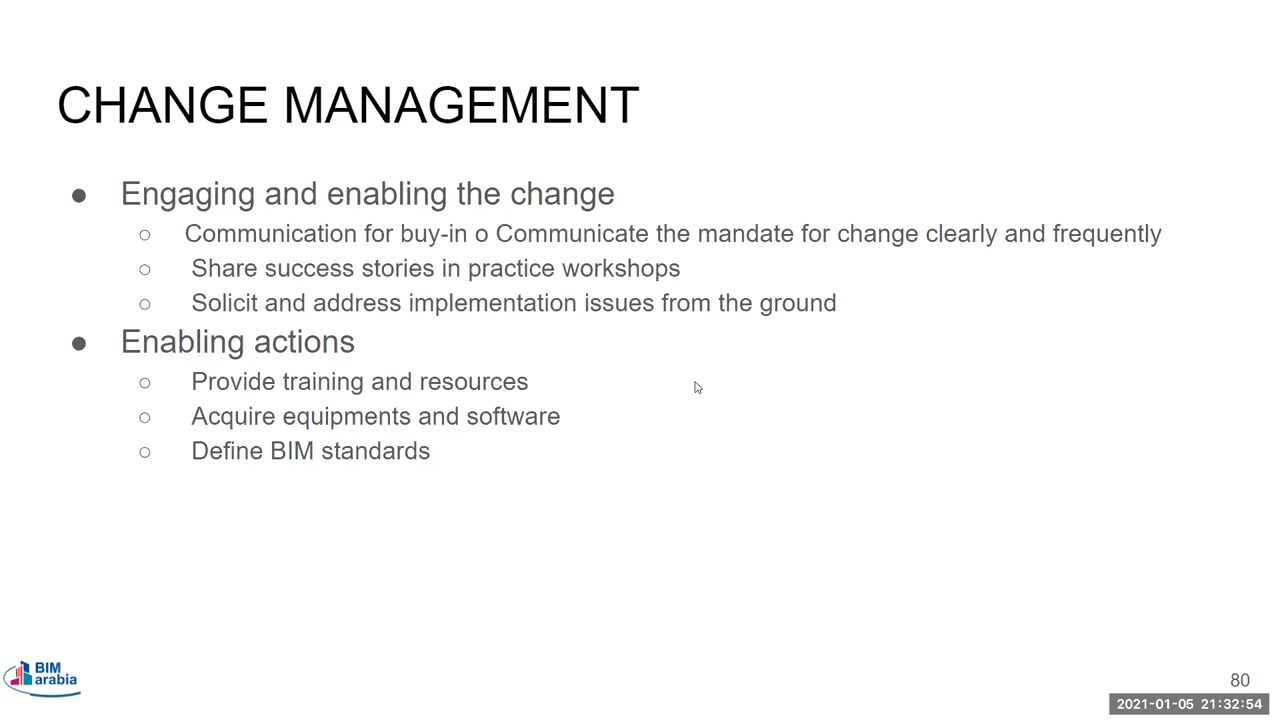 CHANGE MANAGEMENT
● Engaging and enabling the change
○ Communication for buy-in o Communicate the mandate for change clearly and frequently
○ Share success stories in practice workshops
○ Solicit and address implementation issues from the ground
● Enabling actions
○ Provide training and resources
○ Acquire equipments and software
○ Define BIM standards
BIM
arabia
80
2021-01-05 21:32:54